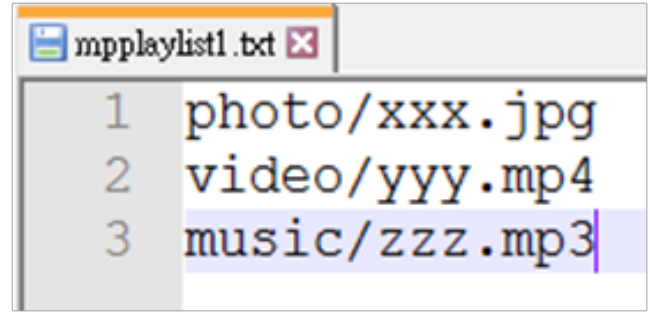 mpplaylist1.txt
1 photo/xxx.jpg
2 video/yyy.mp4
3 music/zzz.mp3